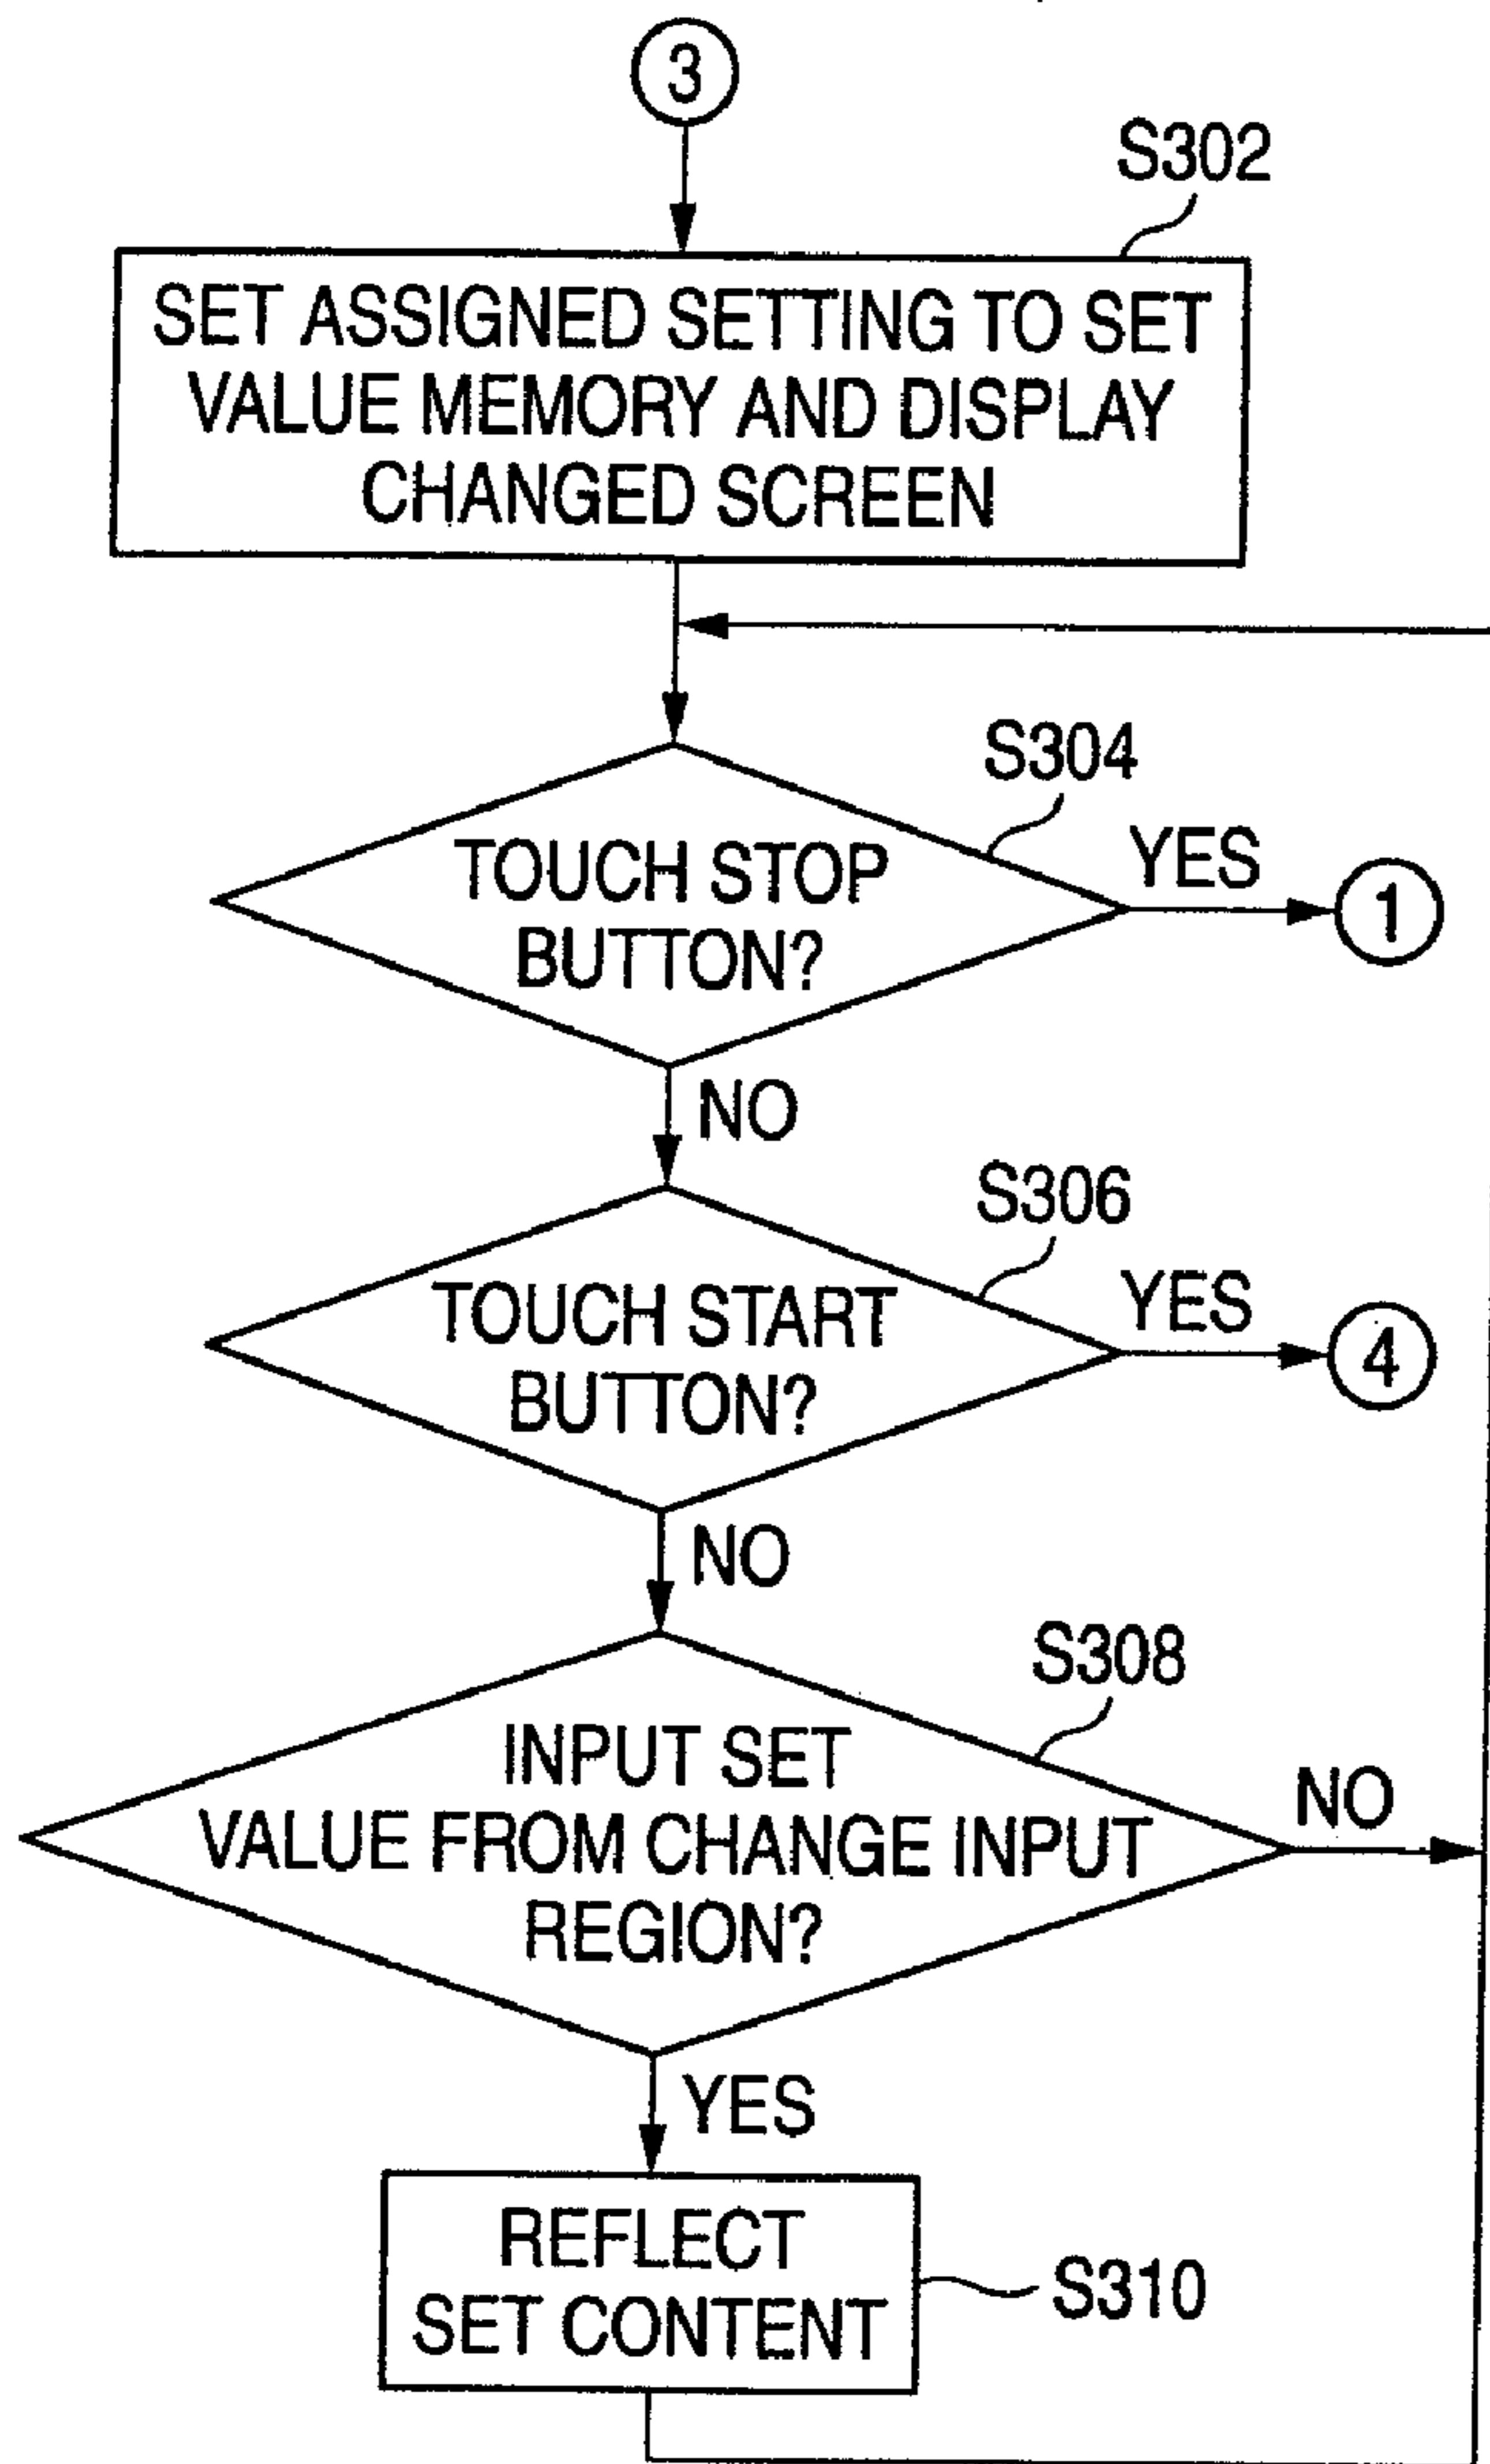 3
S302
SET ASSIGNED SETTING TO SET
VALUE MEMORY AND DISPLAY
CHANGED SCREEN
S304
TOUCH STOP
BUTTON?
YES
1
NO
S306
TOUCH START
BUTTON?
YES
4
NO
S308
INPUT SET
VALUE FROM CHANGE INPUT
REGION?
NO
YES
REFLECT
SET CONTENT
S310